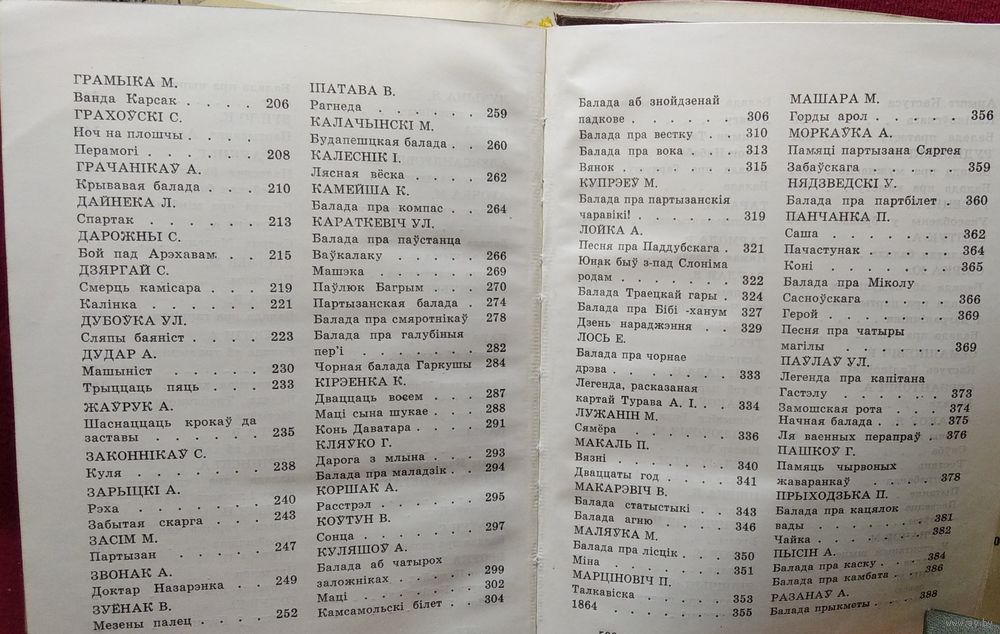 ГРАМЫКА М.
Ванда Карсак . . . . 206
ГРАХОЎСКІ С.
Ноч на плошчы
Перамогі . . . . . . 208
ГРАЧАНІКАЎ А.
Крывавая балада . . . 210
ДАЙНЕКА Л.
Спартак . . . . . . 213
ДАРОЖНЫ С.
Бой пад Арэхавам . . . 215
ДЗЯРГАЙ С.
Смерць камісара . . . 219
Калінка . . . . . . 221
ДУБОЎКА УЛ.
Сляпы баяніст . . . . 223
ДУДАР А.
Машыніст . . . . . 230
Трыццаць пяць . . . . 233
ЖАЎРУК А.
Шаснаццаць крокаў да
заставы . . . . . . 235
ЗАКОННІКАЎ С.
Куля . . . . . . . 238
ЗАРЫЦКІ А.
Рэха . . . . . . . 240
Забытая скарга . . . 243
ЗАСІМ М.
Партызан . . . . . 247
ЗВОНАК А.
Доктар Назарэнка . . . 249
ЗУЁНАК В.
Мезены палец . . . . 252
ІПАТАВА В.
Рагнеда . . . . . . 259
КАЛАЧЫНСКІ М.
Будапешцкая балада . . 260
КАЛЕСНІК І.
Лясная вёска . . . . 262
КАМЕЙША К.
Балада пра компас . . 264
КАРАТКЕВІЧ УЛ.
Балада пра паўстанца
Ваўкалаку . . . . . 266
Машэка . . . . . . 269
Паўлюк Багрым . . . 270
Партызанская балада . 274
Балада пра смяротнікаў 278
Балада пра галубіныя
пер'і . . . . . . . 282
Чорная балада Гаркушы 284
КІРЭЕНКА К.
Дваццаць восем . . . 287
Маці сына шукае . . . 288
Конь Даватара . . . . 291
КЛЯЎКО Г.
Дарога з млына . . . . 293
Балада пра маладзік . . 294
КОРШАК А.
Расстрэл . . . . . . 295
КОЎТУН В.
Сонца . . . . . . . 297
КУЛЯШОЎ А.
Балада аб чатырох
заложніках . . . . . 299
Маці . . . . . . . 302
Камсамольскі білет . . 304
Балада аб знойдзенай
падкове . . . . . . 306
Балада пра вестку . . 310
Балада пра вока . . . 313
Вянок . . . . . . . 315
КУПРЭЕЎ М.
Балада пра партызанскія
чаравікі! . . . . . . 319
ЛОЙКА А.
Песня пра Паддубскага . 321
Юнак быў з-пад Слоніма
родам . . . . . . . 322
Балада Траецкай гары . 324
Балада пра Бібі -ханум 327
Дзень нараджэння . . 329
ЛОСЬ Е.
Балада пра чорнае
дрэва . . . . . . . 333
Легенда, расказаная
картай Турава А. І. . . 334
ЛУЖАНІН М.
Сямёра . . . . . . 336
МАКАЛЬ П.
Вязні . . . . . . . 340
Дваццаты год . . . . 341
МАКАРЭВІЧ В.
Балада статыстыкі . . 343
Балада агню . . . . 346
МАЛЯЎКА М.
Балада пра лісцік . . 350
Міна . . . . . . . 351
МАРЦІНОВІЧ П.
Талкавіска . . . . . 353
1864 . . . . . . . 355
МАШАРА М.
Горды арол . . . . . 356
МОРКАЎКА А.
Памяці партызана Сяргея
Забаўскага . . . . . 359
НЯДЗВЕДСКІ У.
Балада пра партбілет . 360
ПАНЧАНКА П.
Саша . . . . . . . 362
Пачастунак . . . . . 364
Коні . . . . . . . 365
Балада пра Міколу
Сасноўскага . . . . 366
Герой . . . . . . . 369
Песня пра чатыры
магілы . . . . . . 369
ПАЎЛАЎ УЛ.
Легенда пра капітана
Гастэлу . . . . . . 373
Замошская рота . . . 374
Начная балада . . . . 375
Ля ваенных перапраў . 376
ПАШКОЎ Г.
Памяць чырвоных
жаваранкаў . . . . . 378
ПРЫХОДЗЬКА П.
Балада пра кацялок
вады . . . . . . . 381
Чайка . . . . . . . 382
ПЫСІН А.
Балада пра каску . . . 384
Балада пра камбата . . 386
РАЗАНАЎ А.
Балада прыкметы . . . 388